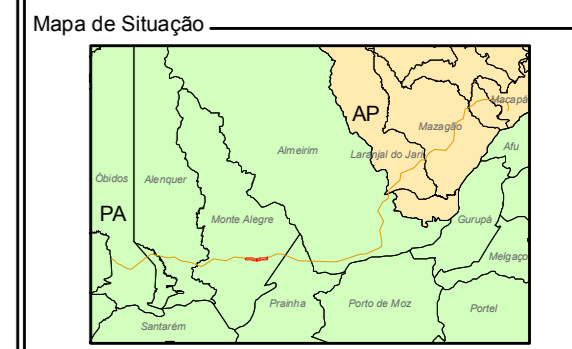 Mapa de Situação
Macapá
AP
Mazagão
Almeirim
Laranjal do Jari
Afu
Óbidos
Alenquer
PA
Monte Alegre
Gurupá
Melgaço
Prainha
Porto de Moz
Portel
Santarém